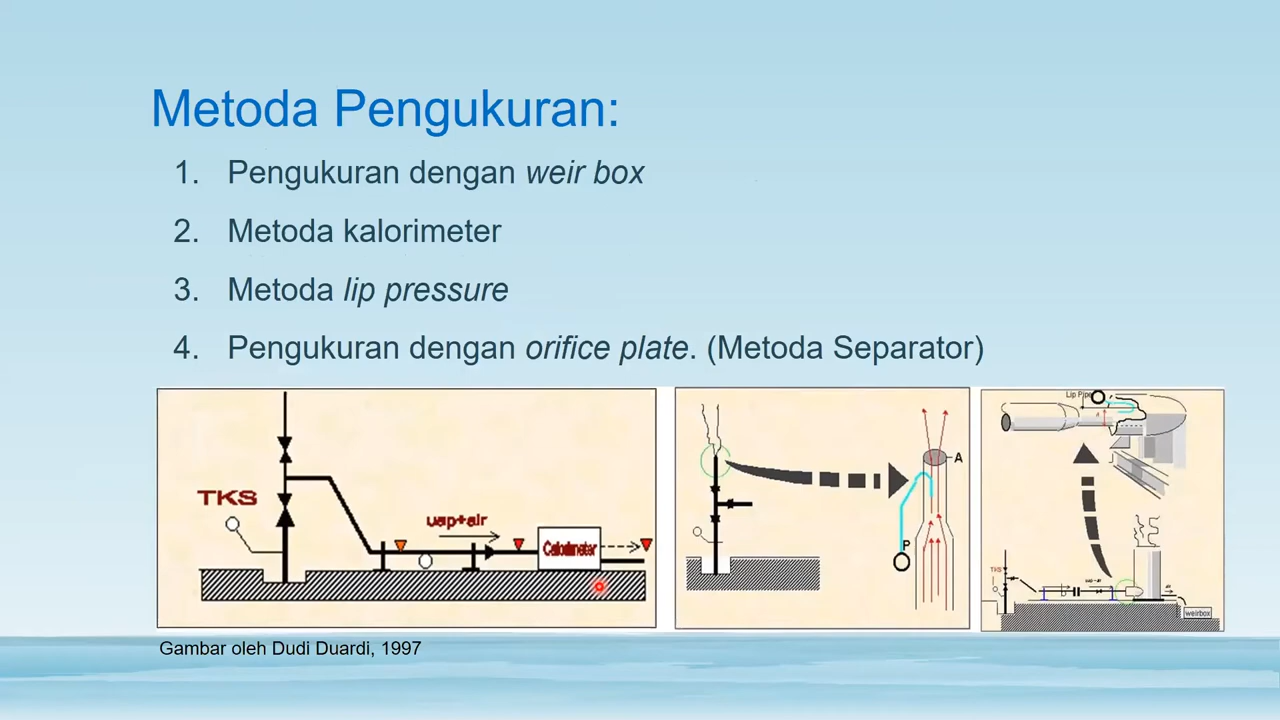 Metoda Pengukuran:
1. Pengukuran dengan weir box
2. Metoda kalorimeter
3. Metoda lip pressure
4. Pengukuran dengan orifice plate. (Metoda Separator)
TKS
uap+air
Calorimeter
A
P
Lip Pipe
TKS
weirbox
Gambar oleh Dudi Duardi, 1997